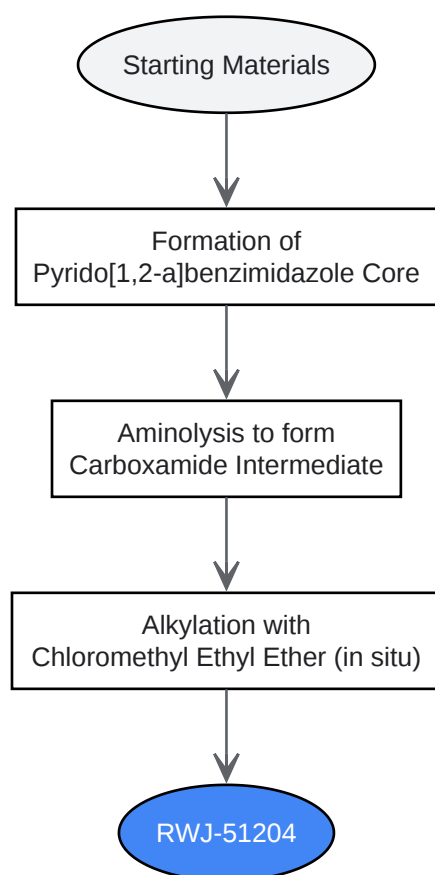 Starting Materials
Formation of
Pyrido[1,2-a]benzimidazole Core
Aminolysis to form
Carboxamide Intermediate
Alkylation with
Chloromethyl Ethyl Ether (in situ)
RWJ-51204